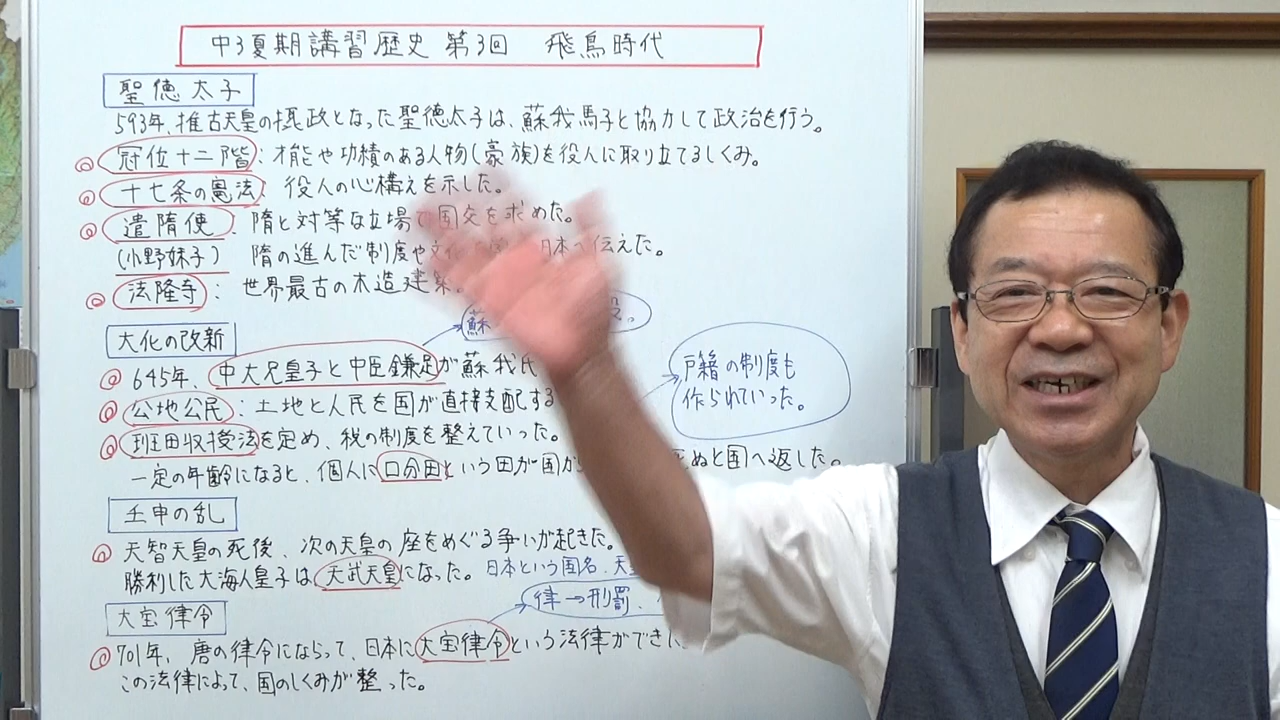 中3夏期講習歴史 第3回 飛鳥時代
聖徳太子
593年、推古天皇の摂政となった聖徳太子は、蘇我馬子と協力して政治を行う。
◎冠位十二階：才能や功績のある人物(豪族)を役人に取り立てるしくみ。
◎十七条の憲法：役人の心構えを示した。
◎遣隋使：隋と対等な立場で国交を求めた。
(小野妹子) 隋の進んだ制度や文 日本へ伝えた。
◎法隆寺：世界最古の木造建築。
蘇 。
大化の改新
◎645年、中大兄皇子と中臣鎌足が蘇我氏
◎公地公民：土地と人民を国が直接支配する
戸籍の制度も
作られていった。
◎班田収授法を定め、税の制度を整えていった。
一定の年齢になると、個人に口分田という田が国か 死ぬと国へ返した。
壬申の乱
◎天智天皇の死後、次の天皇の座をめぐる争いが起きた。
勝利した大海人皇子は天武天皇になった。日本という国名、天
大宝律令
律→刑罰、
◎701年、唐の律令にならって、日本に大宝律令という法律ができた
この法律によって、国のしくみが整った。